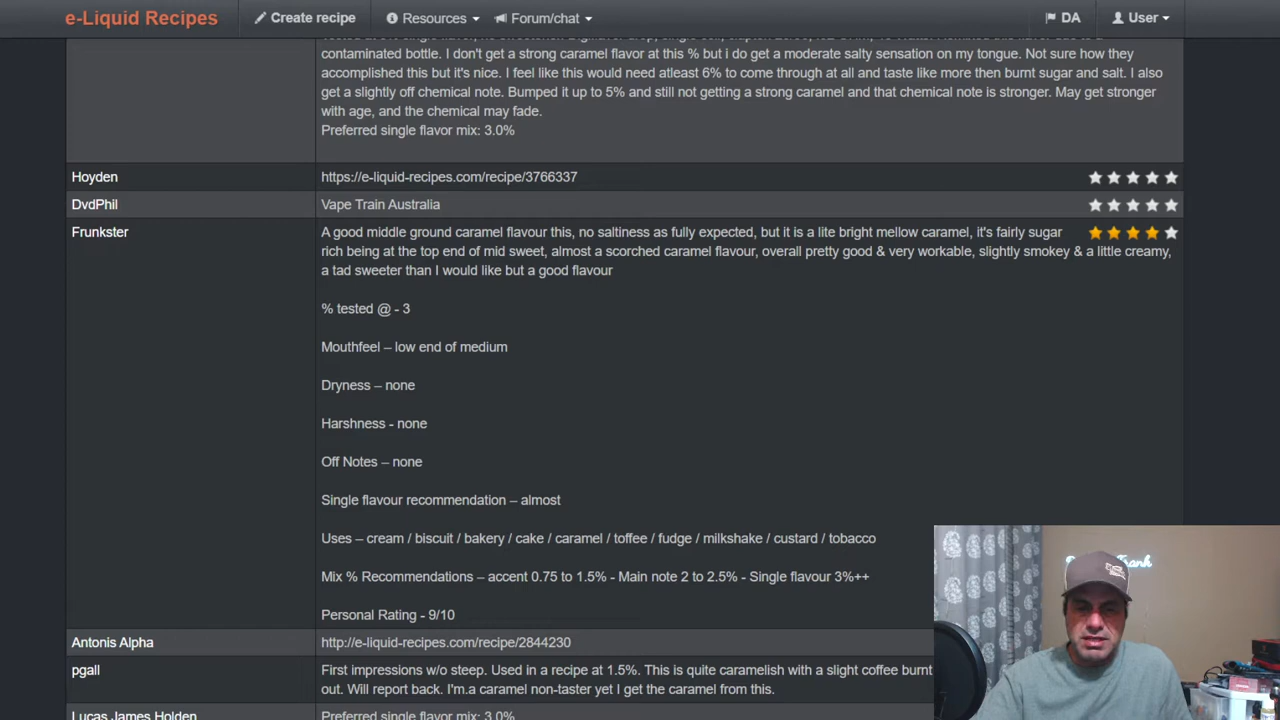 e-Liquid Recipes Create recipe Resources Forum/chat DA User
contaminated bottle. I don't get a strong caramel flavor at this % but i do get a moderate salty sensation on my tongue. Not sure how they
accomplished this but it's nice. I feel like this would need atleast 6% to come through at all and taste like more then burnt sugar and salt. I also
get a slightly off chemical note. Bumped it up to 5% and still not getting a strong caramel and that chemical note is stronger. May get stronger
with age, and the chemical may fade.
Preferred single flavor mix: 3.0%
Hoyden https://e-liquid-recipes.com/recipe/3766337
DvdPhil Vape Train Australia
Frunkster A good middle ground caramel flavour this, no saltiness as fully expected, but it is a lite bright mellow caramel, it's fairly sugar
rich being at the top end of mid sweet, almost a scorched caramel flavour, overall pretty good & very workable, slightly smokey & a little creamy,
a tad sweeter than I would like but a good flavour
% tested @ - 3
Mouthfeel – low end of medium
Dryness – none
Harshness - none
Off Notes – none
Single flavour recommendation – almost
Uses – cream / biscuit / bakery / cake / caramel / toffee / fudge / milkshake / custard / tobacco
Mix % Recommendations – accent 0.75 to 1.5% - Main note 2 to 2.5% - Single flavour 3%++
Personal Rating - 9/10
Antonis Alpha http://e-liquid-recipes.com/recipe/2844230
pgall First impressions w/o steep. Used in a recipe at 1.5%. This is quite caramelish with a slight coffee burnt
out. Will report back. I'm.a caramel non-taster yet I get the caramel from this.
Lucas James Holden Preferred single flavor mix: 3.0%